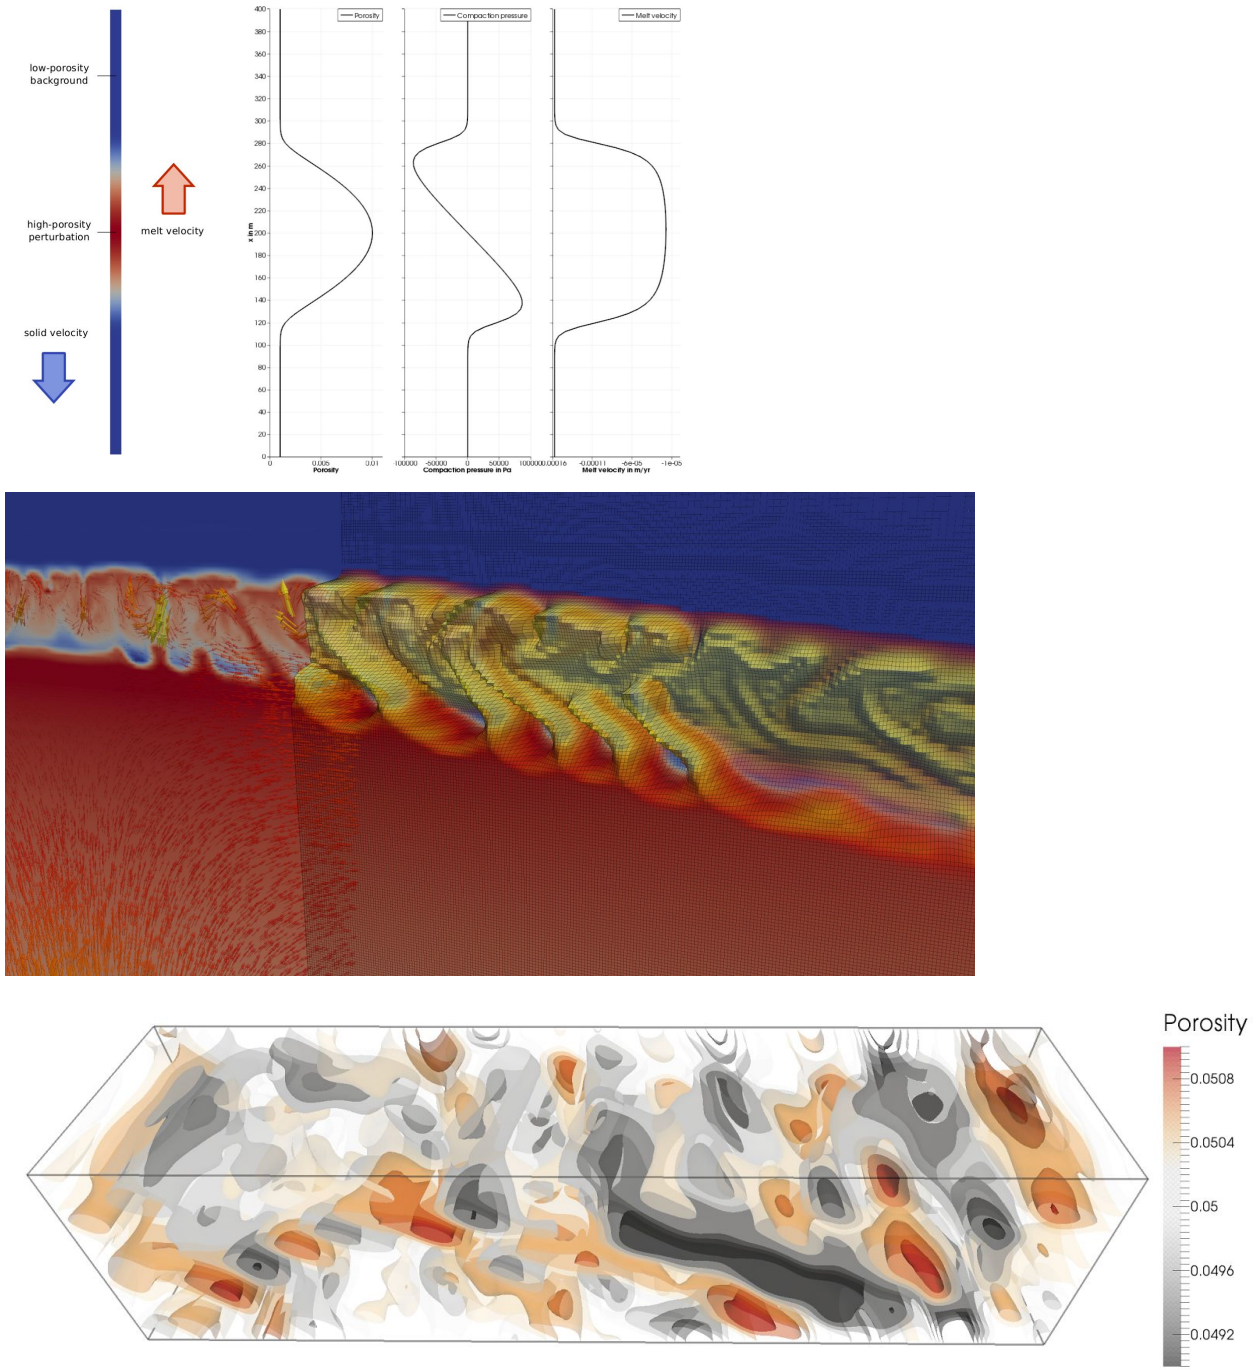 low-porosity
background
high-porosity
perturbation
melt velocity
solid velocity
Porosity
Compaction pressure
Melt velocity
400
380
360
340
320
300
280
260
240
220
200
180
160
140
120
100
80
60
40
20
0
x in m
0 0.005 0.01
Porosity
-100000 -50000 0 50000 100000
Compaction pressure in Pa
0.00016 -0.00011 -6e-05 -1e-05
Melt velocity in m/yr
Porosity
0.0508
0.0504
0.05
0.0496
0.0492